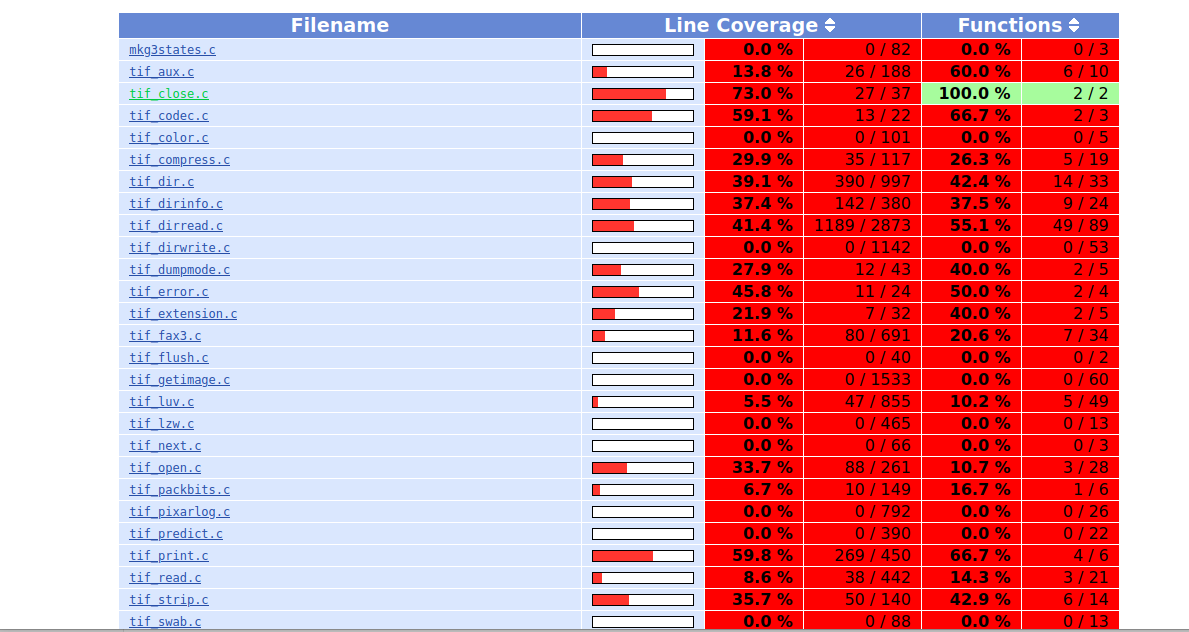 Filename Line Coverage Functions
mkg3states.c 0.0 % 0 / 82 0.0 % 0 / 3
tif_aux.c 13.8 % 26 / 188 60.0 % 6 / 10
tif_close.c 73.0 % 27 / 37 100.0 % 2 / 2
tif_codec.c 59.1 % 13 / 22 66.7 % 2 / 3
tif_color.c 0.0 % 0 / 101 0.0 % 0 / 5
tif_compress.c 29.9 % 35 / 117 26.3 % 5 / 19
tif_dir.c 39.1 % 390 / 997 42.4 % 14 / 33
tif_dirinfo.c 37.4 % 142 / 380 37.5 % 9 / 24
tif_dirread.c 41.4 % 1189 / 2873 55.1 % 49 / 89
tif_dirwrite.c 0.0 % 0 / 1142 0.0 % 0 / 53
tif_dumpmode.c 27.9 % 12 / 43 40.0 % 2 / 5
tif_error.c 45.8 % 11 / 24 50.0 % 2 / 4
tif_extension.c 21.9 % 7 / 32 40.0 % 2 / 5
tif_fax3.c 11.6 % 80 / 691 20.6 % 7 / 34
tif_flush.c 0.0 % 0 / 40 0.0 % 0 / 2
tif_getimage.c 0.0 % 0 / 1533 0.0 % 0 / 60
tif_luv.c 5.5 % 47 / 855 10.2 % 5 / 49
tif_lzw.c 0.0 % 0 / 465 0.0 % 0 / 13
tif_next.c 0.0 % 0 / 66 0.0 % 0 / 3
tif_open.c 33.7 % 88 / 261 10.7 % 3 / 28
tif_packbits.c 6.7 % 10 / 149 16.7 % 1 / 6
tif_pixarlog.c 0.0 % 0 / 792 0.0 % 0 / 26
tif_predict.c 0.0 % 0 / 390 0.0 % 0 / 22
tif_print.c 59.8 % 269 / 450 66.7 % 4 / 6
tif_read.c 8.6 % 38 / 442 14.3 % 3 / 21
tif_strip.c 35.7 % 50 / 140 42.9 % 6 / 14
tif_swab.c 0.0 % 0 / 88 0.0 % 0 / 13